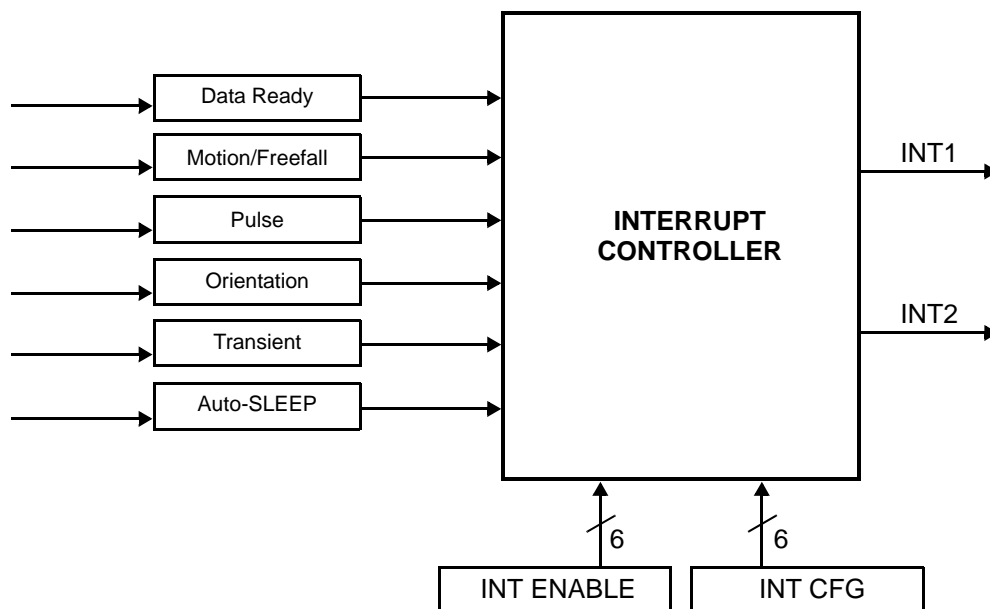 Data Ready
Motion/Freefall
Pulse
Orientation
Transient
Auto-SLEEP
INTERRUPT
CONTROLLER
INT1
INT2
6
6
INT ENABLE
INT CFG